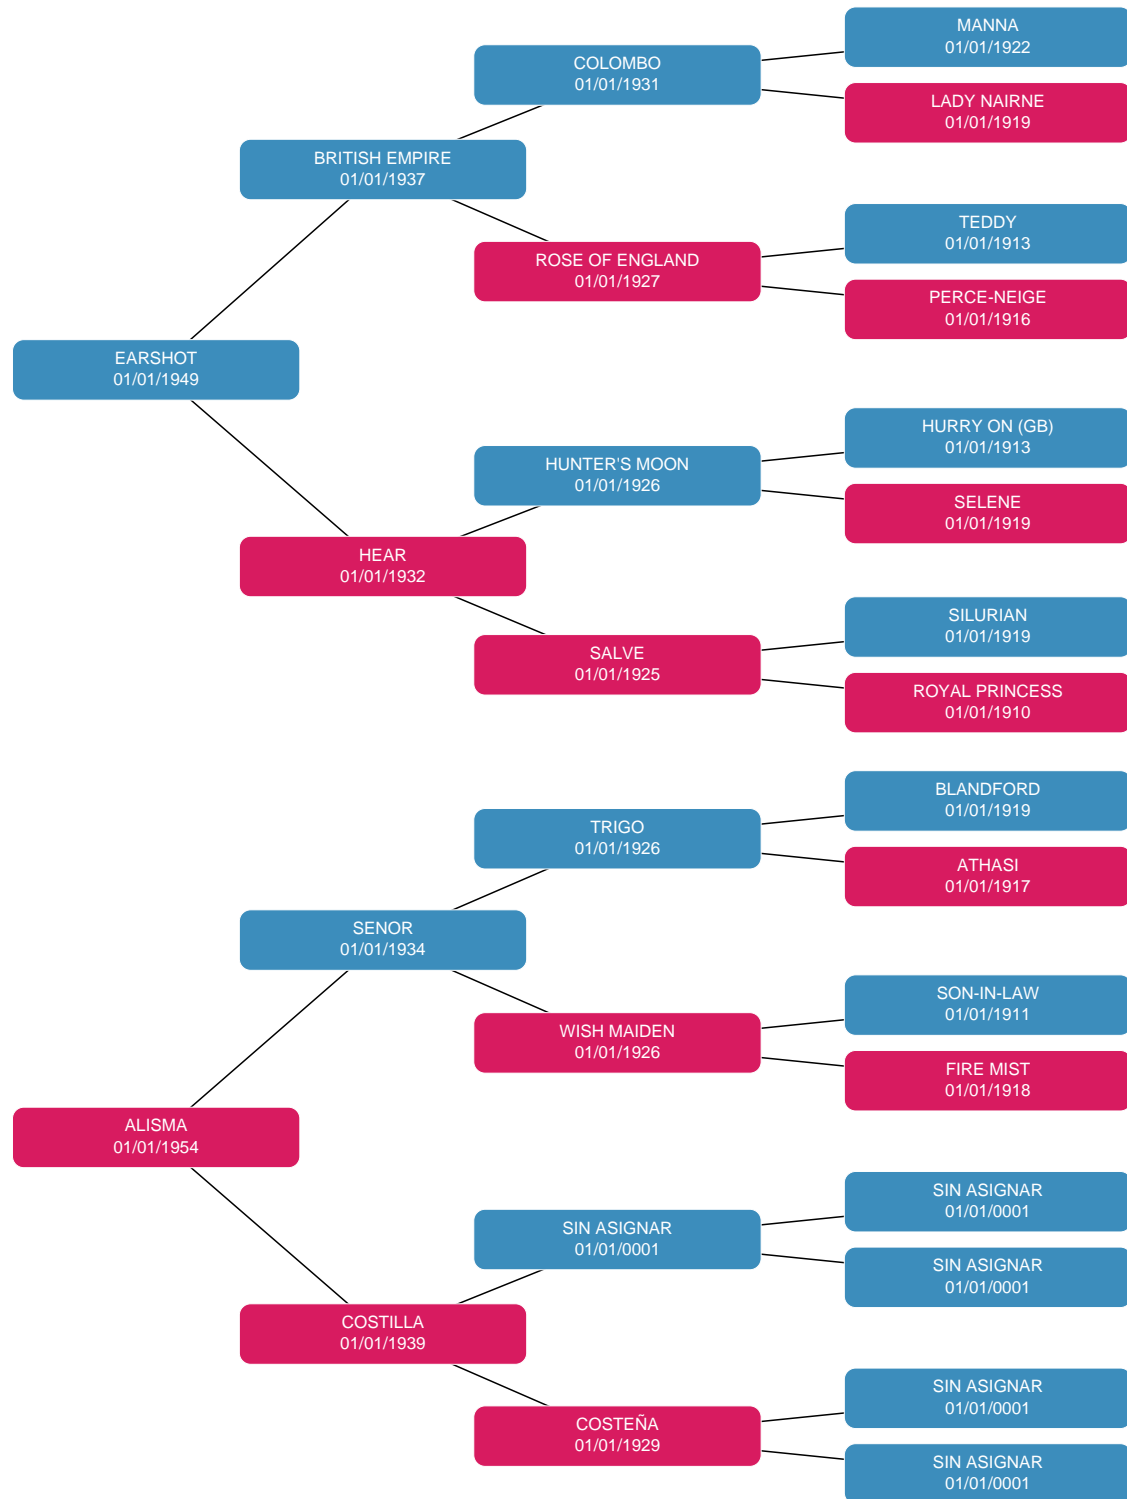 MANNA
01/01/1922
COLOMBO
01/01/1931
LADY NAIRNE
01/01/1919
BRITISH EMPIRE
01/01/1937
TEDDY
01/01/1913
ROSE OF ENGLAND
01/01/1927
PERCE-NEIGE
01/01/1916
EARSHOT
01/01/1949
HURRY ON (GB)
01/01/1913
HUNTER'S MOON
01/01/1926
SELENE
01/01/1919
HEAR
01/01/1932
SILURIAN
01/01/1919
SALVE
01/01/1925
ROYAL PRINCESS
01/01/1910
BLANDFORD
01/01/1919
TRIGO
01/01/1926
ATHASI
01/01/1917
SENOR
01/01/1934
SON-IN-LAW
01/01/1911
WISH MAIDEN
01/01/1926
FIRE MIST
01/01/1918
ALISMA
01/01/1954
SIN ASIGNAR
01/01/0001
SIN ASIGNAR
01/01/0001
SIN ASIGNAR
01/01/0001
COSTILLA
01/01/1939
SIN ASIGNAR
01/01/0001
COSTEÑA
01/01/1929
SIN ASIGNAR
01/01/0001